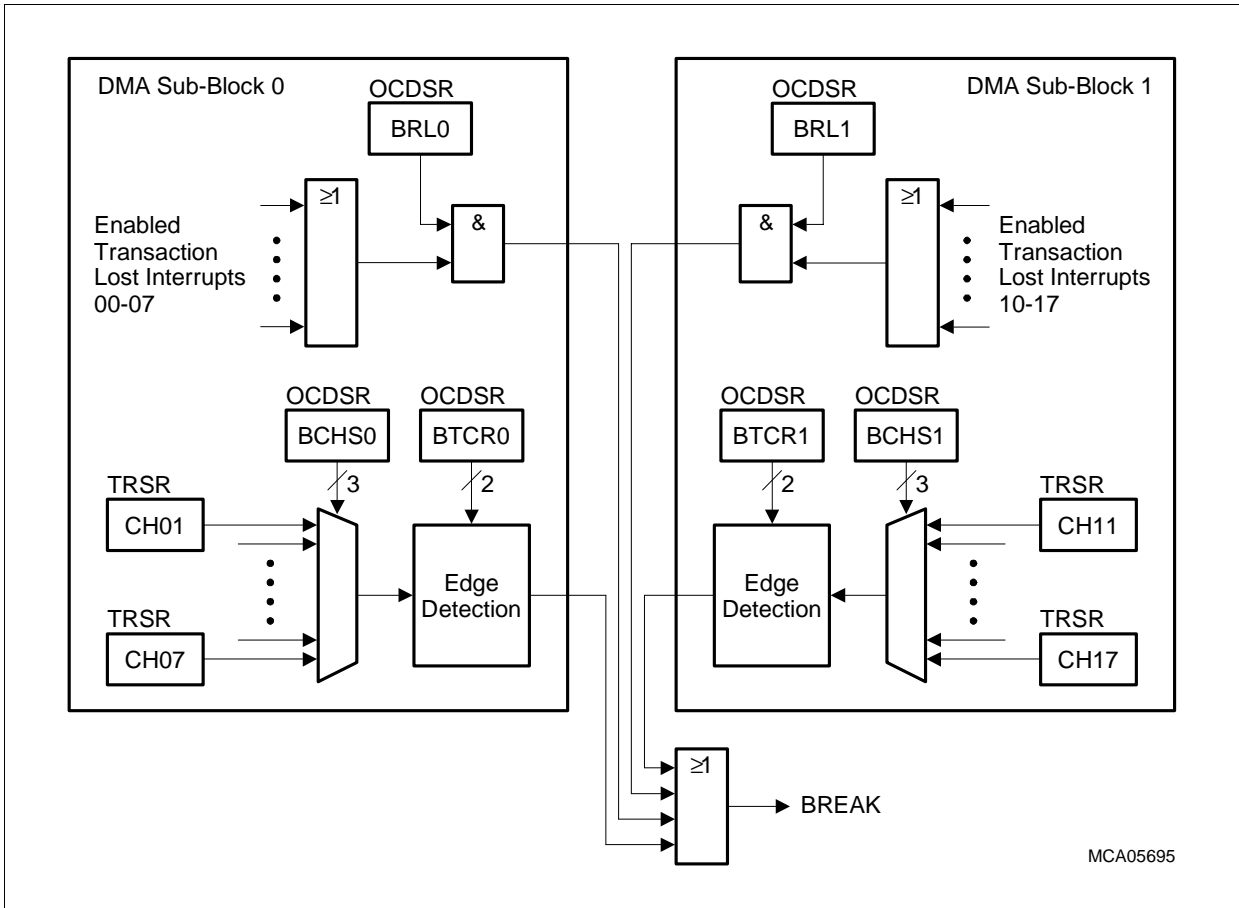 DMA Sub-Block 0
OCDSR
BRL0
≥1
&
Enabled
Transaction
Lost Interrupts
00-07
OCDSR
BCHS0
3
OCDSR
BTCR0
2
TRSR
CH01
TRSR
CH07
Edge
Detection
DMA Sub-Block 1
OCDSR
BRL1
&
≥1
Enabled
Transaction
Lost Interrupts
10-17
OCDSR
BTCR1
2
OCDSR
BCHS1
3
Edge
Detection
TRSR
CH11
TRSR
CH17
≥1
BREAK
MCA05695